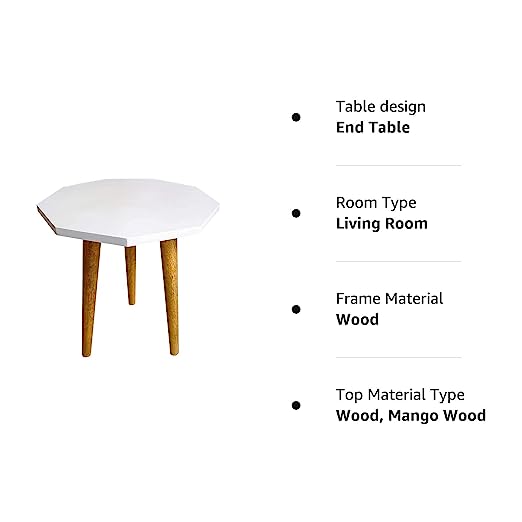 Table design
End Table
Room Type
Living Room
Frame Material
Wood
Top Material Type
Wood, Mango Wood